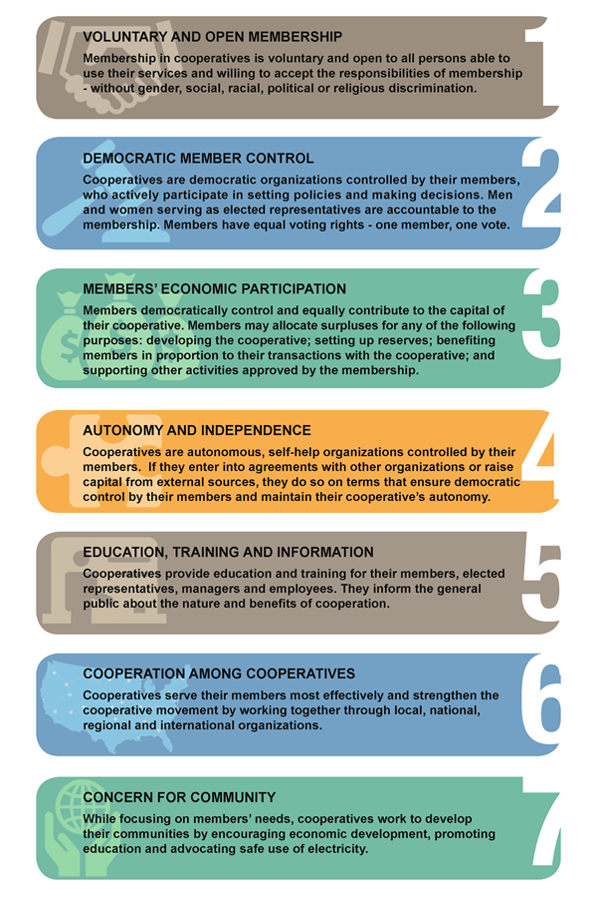 VOLUNTARY AND OPEN MEMBERSHIP
Membership in cooperatives is voluntary and open to all persons able to
use their services and willing to accept the responsibilities of membership
- without gender, social, racial, political or religious discrimination.
1
DEMOCRATIC MEMBER CONTROL
Cooperatives are democratic organizations controlled by their members,
who actively participate in setting policies and making decisions. Men
and women serving as elected representatives are accountable to the
membership. Members have equal voting rights - one member, one vote.
2
MEMBERS’ ECONOMIC PARTICIPATION
Members democratically control and equally contribute to the capital of
their cooperative. Members may allocate surpluses for any of the following
purposes: developing the cooperative; setting up reserves; benefiting
members in proportion to their transactions with the cooperative; and
supporting other activities approved by the membership.
$ $ $
3
AUTONOMY AND INDEPENDENCE
Cooperatives are autonomous, self-help organizations controlled by their
members.  If they enter into agreements with other organizations or raise
capital from external sources, they do so on terms that ensure democratic
control by their members and maintain their cooperative’s autonomy.
4
EDUCATION, TRAINING AND INFORMATION
Cooperatives provide education and training for their members, elected
representatives, managers and employees. They inform the general
public about the nature and benefits of cooperation.
5
COOPERATION AMONG COOPERATIVES
Cooperatives serve their members most effectively and strengthen the
cooperative movement by working together through local, national,
regional and international organizations.
6
CONCERN FOR COMMUNITY
While focusing on members’ needs, cooperatives work to develop
their communities by encouraging economic development, promoting
education and advocating safe use of electricity.
7